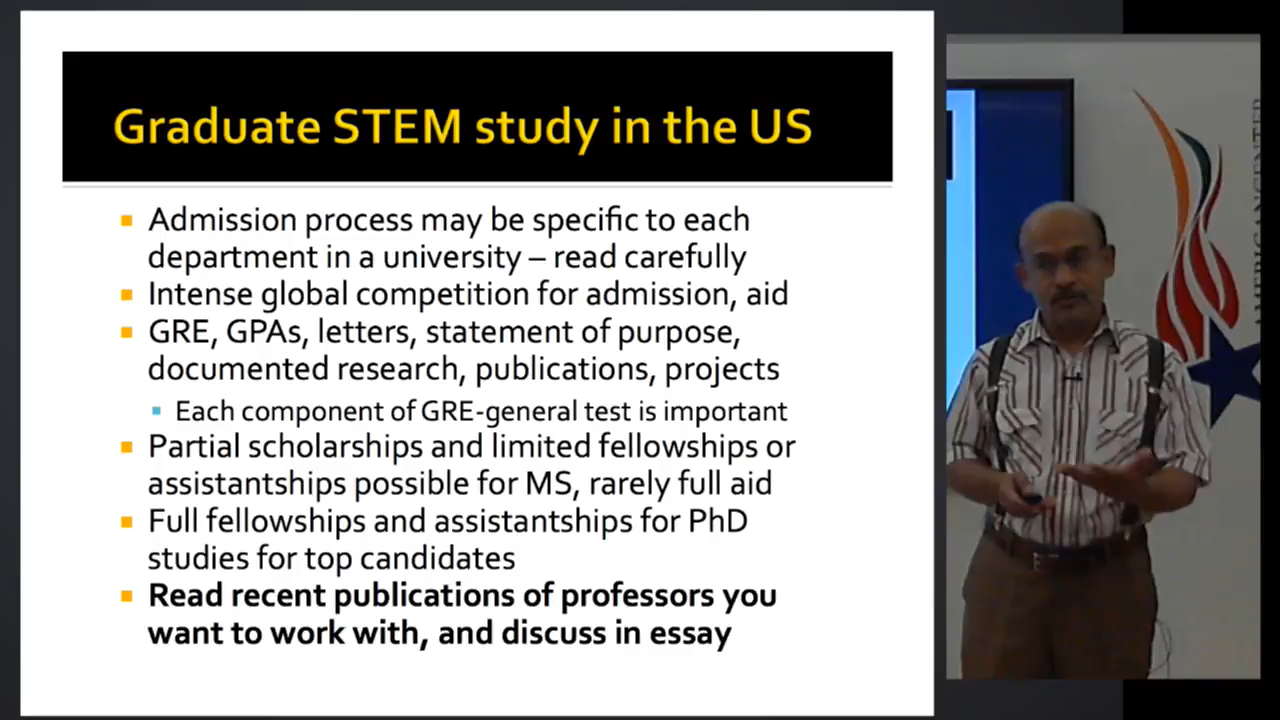 Graduate STEM study in the US
Admission process may be specific to each
department in a university – read carefully
Intense global competition for admission, aid
GRE, GPAs, letters, statement of purpose,
documented research, publications, projects
Each component of GRE-general test is important
Partial scholarships and limited fellowships or
assistantships possible for MS, rarely full aid
Full fellowships and assistantships for PhD
studies for top candidates
Read recent publications of professors you
want to work with, and discuss in essay
AMERICAN CENTER